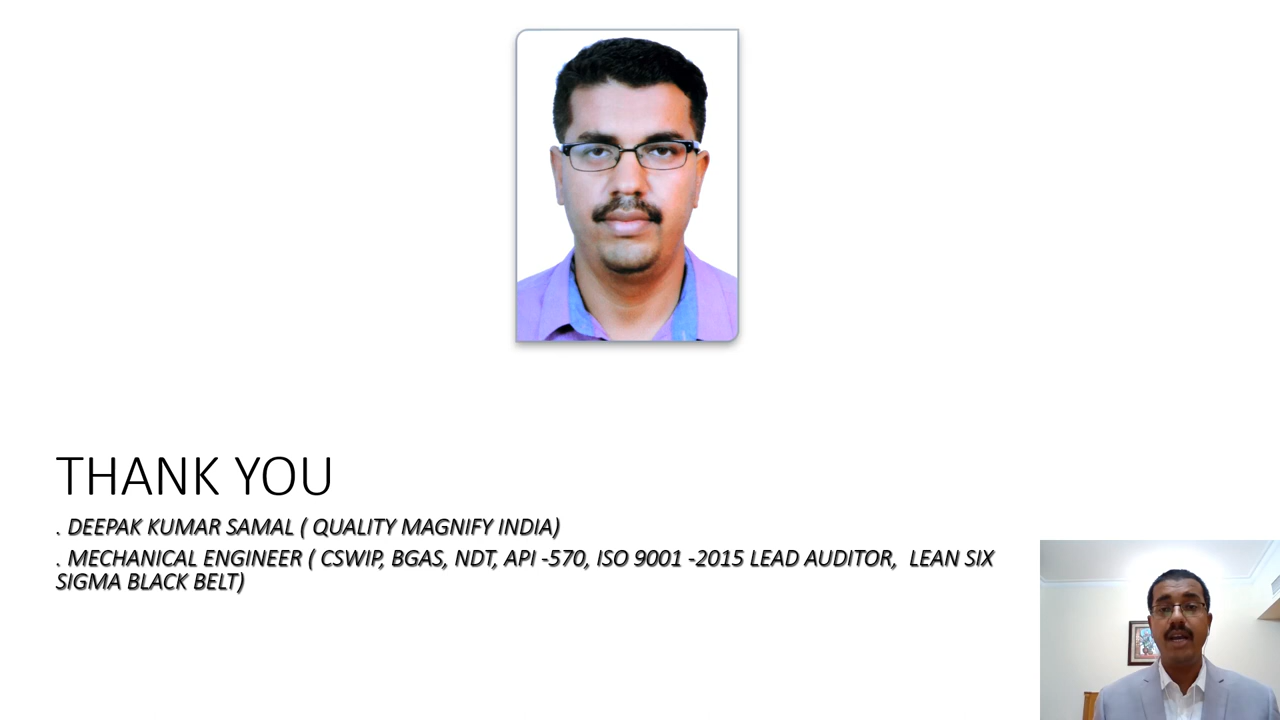 THANK YOU
. DEEPAK KUMAR SAMAL ( QUALITY MAGNIFY INDIA)
. MECHANICAL ENGINEER ( CSWIP, BGAS, NDT, API -570, ISO 9001 -2015 LEAD AUDITOR,  LEAN SIX
SIGMA BLACK BELT)